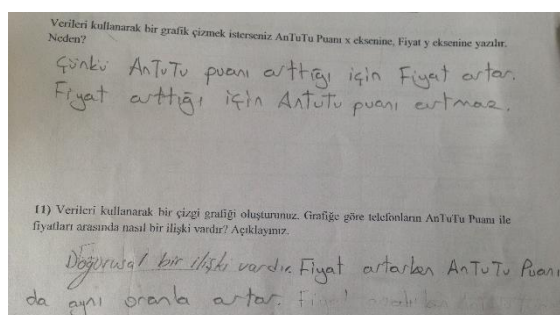 Verileri kullanarak bir grafik çizmek isterseniz AnTuTu Puanı x eksenine, Fiyat y eksenine yazılır.
Neden?
Çünkü AnTuTu puanı arttığı için Fiyat artar.
Fiyat arttığı için AnTuTu puanı artmaz.
11) Verileri kullanarak bir çizgi grafiği oluşturunuz. Grafiğe göre telefonların AnTuTu Puanı ile
fiyatları arasında nasıl bir ilişki vardır? Açıklayınız.
Doğrusal bir ilişki vardır. Fiyat artarken AnTuTu Puanı
da aynı oranla artar.